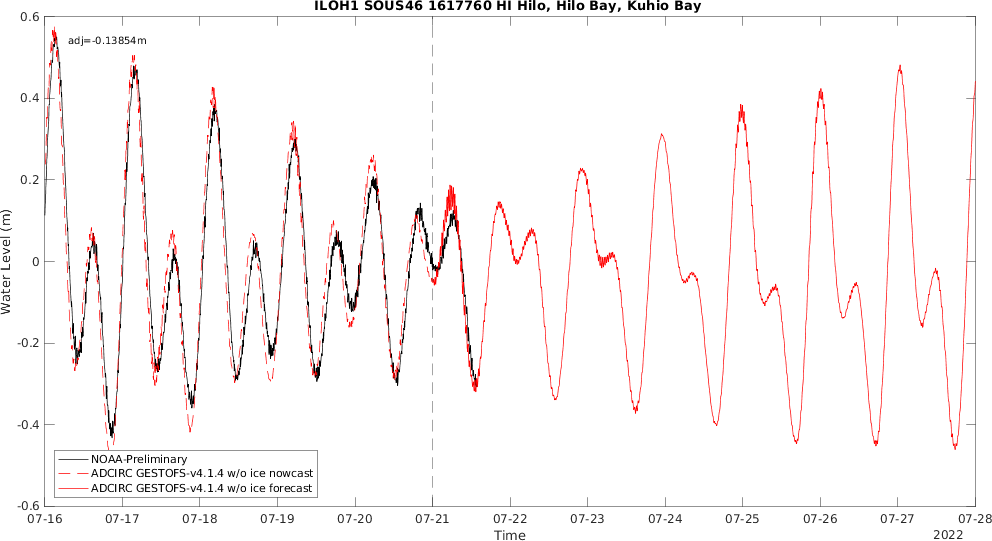 ILOH1 SOUS46 1617760 HI Hilo, Hilo Bay, Kuhio Bay
adj=-0.13854m
0.6
0.4
0.2
0
-0.2
-0.4
-0.6
Water Level (m)
NOAA-Preliminary
ADCIRC GESTOFS-v4.1.4 w/o ice nowcast
ADCIRC GESTOFS-v4.1.4 w/o ice forecast
07-16 07-17 07-18 07-19 07-20 07-21 07-22 07-23 07-24 07-25 07-26 07-27 07-28
Time
2022